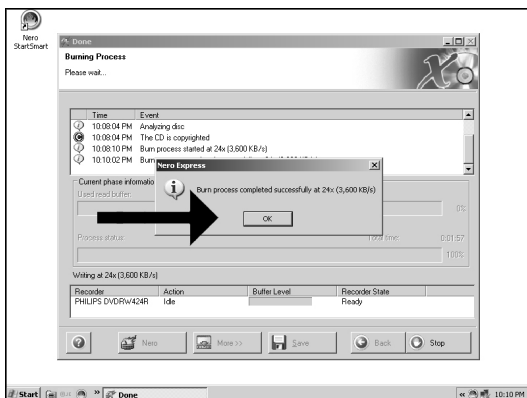 Nero
StartSmart
Done
Burning Process
Please wait...
Time Event
10:08:04 PM Analyzing disc
10:08:04 PM The CD is copyrighted
10:08:10 PM Burn process started at 24x (3,600 KB/s)
10:10:02 PM Burn
Nero Express
Burn process completed successfully at 24x (3,600 KB/s)
OK
Current phase informatio
Used read buffer:
0%
Process status:
Total time: 0:01:57
100%
Writing at 24x (3,600 KB/s)
Recorder Action Buffer Level Recorder State
PHILIPS DVDRW424R Idle Ready
? Nero More >> Save Back Stop
Start » Done « 10:10 PM